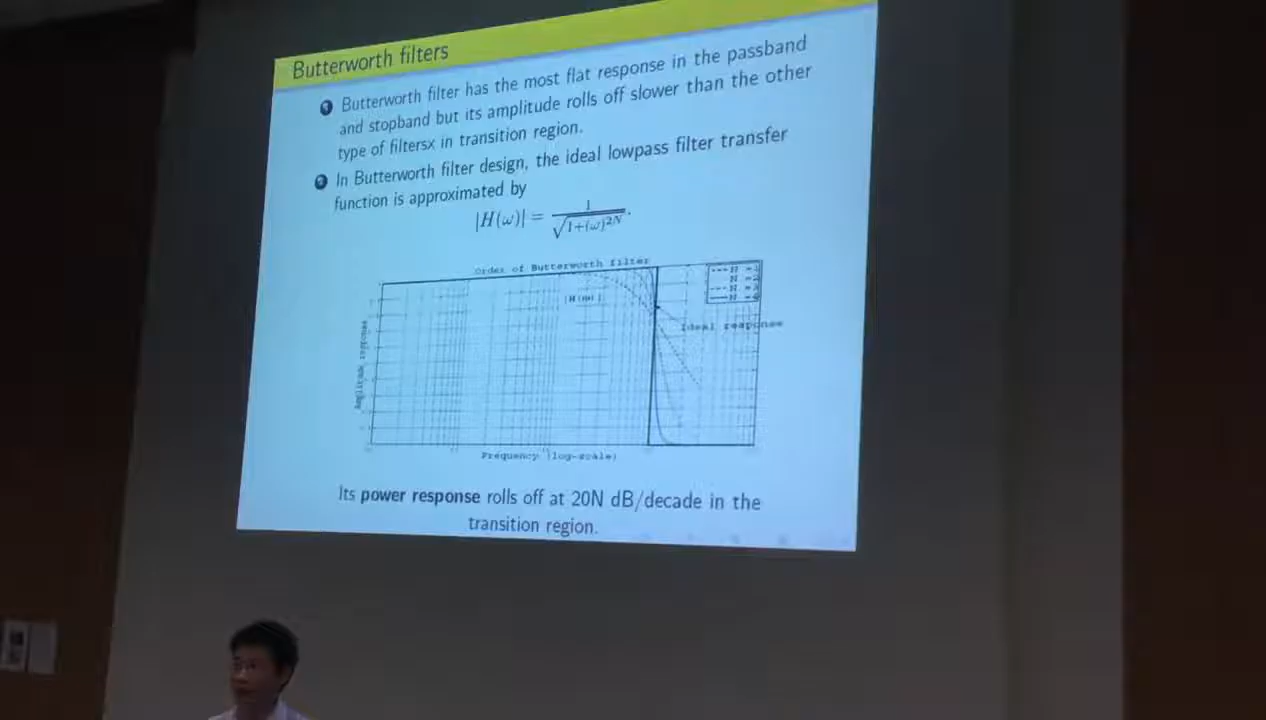 Butterworth filters
1 Butterworth filter has the most flat response in the passband
and stopband but its amplitude rolls off slower than the other
type of filtersx in transition region.
2 In Butterworth filter design, the ideal lowpass filter transfer
function is approximated by
|H(ω)| = 1/√1+(ω)^2N.
Order of Butterworth filter
Ideal response
Amplitude response
Frequency (log-scale)
Its power response rolls off at 20N dB/decade in the
transition region.